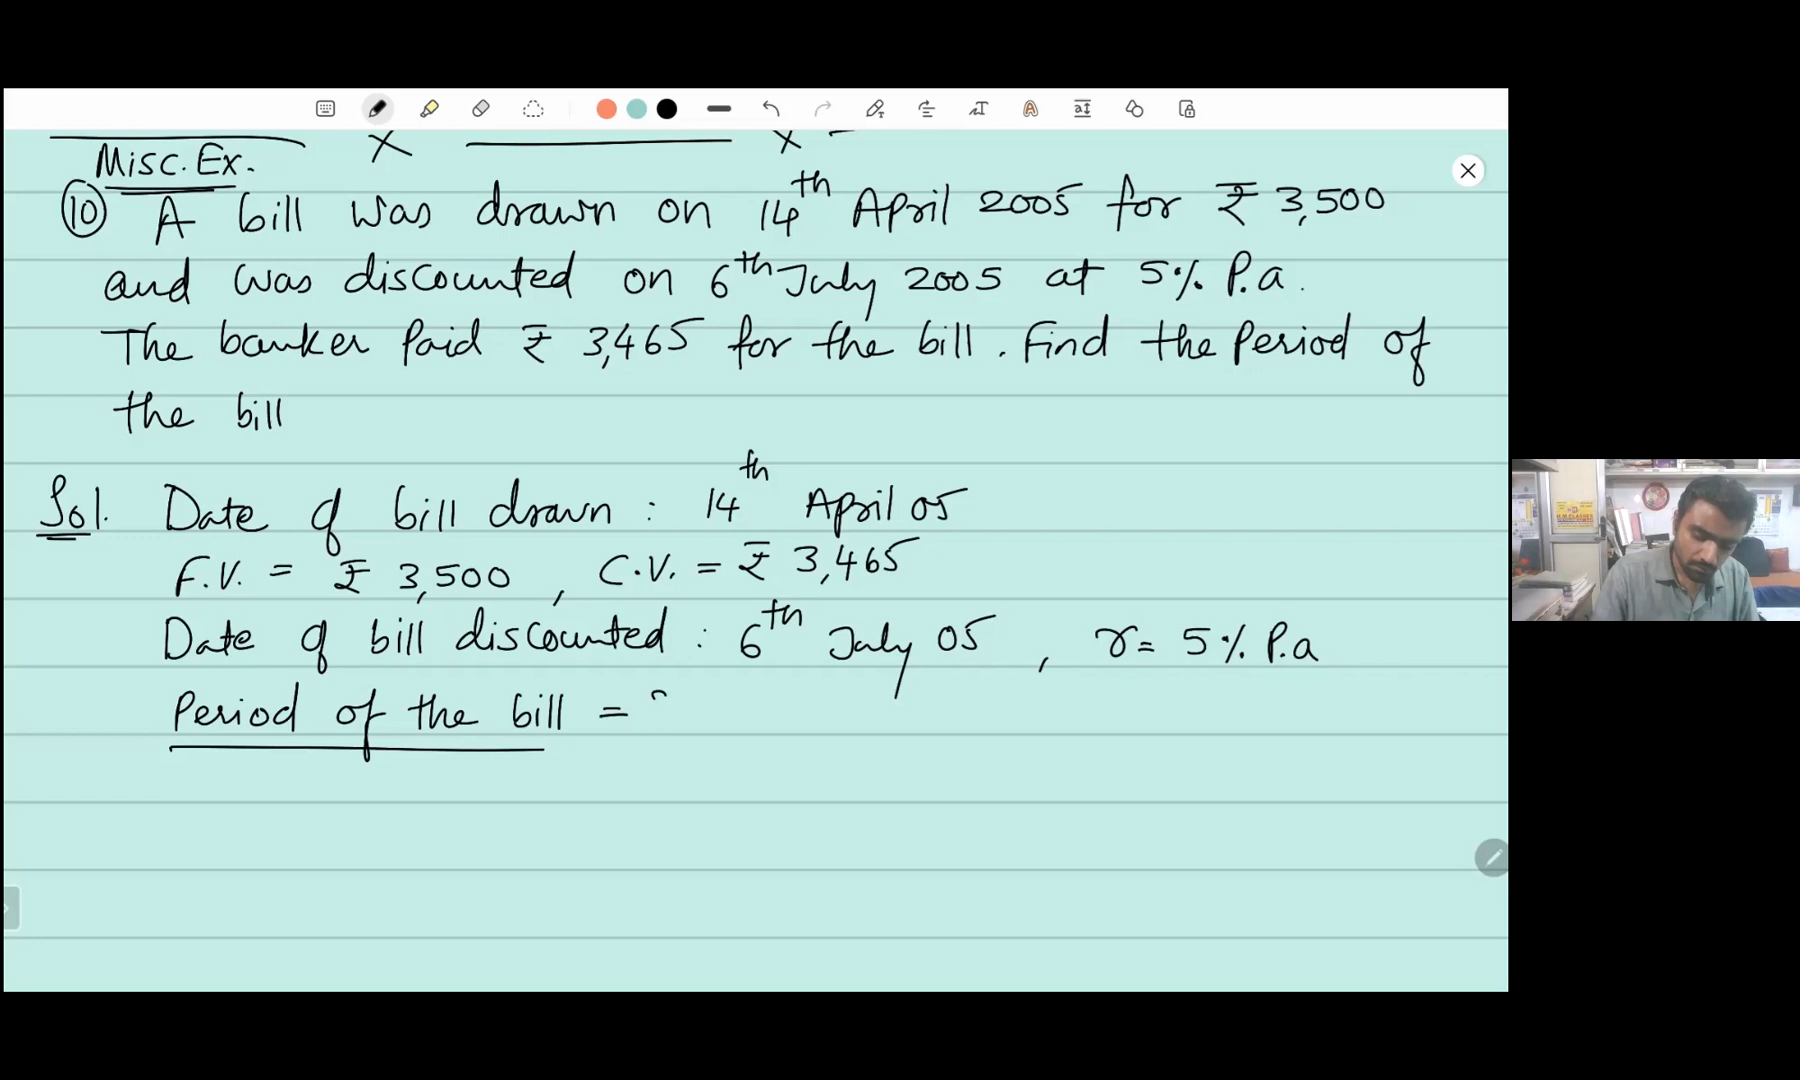 Misc. Ex.
⑩ A bill was drawn on 14th April 2005 for ₹ 3,500
and was discounted on 6th July 2005 at 5% P.a.
The banker Paid ₹ 3,465 for the bill. Find the Period of
the bill
Sol. Date of bill drawn : 14th April 05
F.V. = ₹ 3,500 , C.V. = ₹ 3,465
Date of bill discounted : 6th July 05 , r = 5% P.a
Period of the bill =